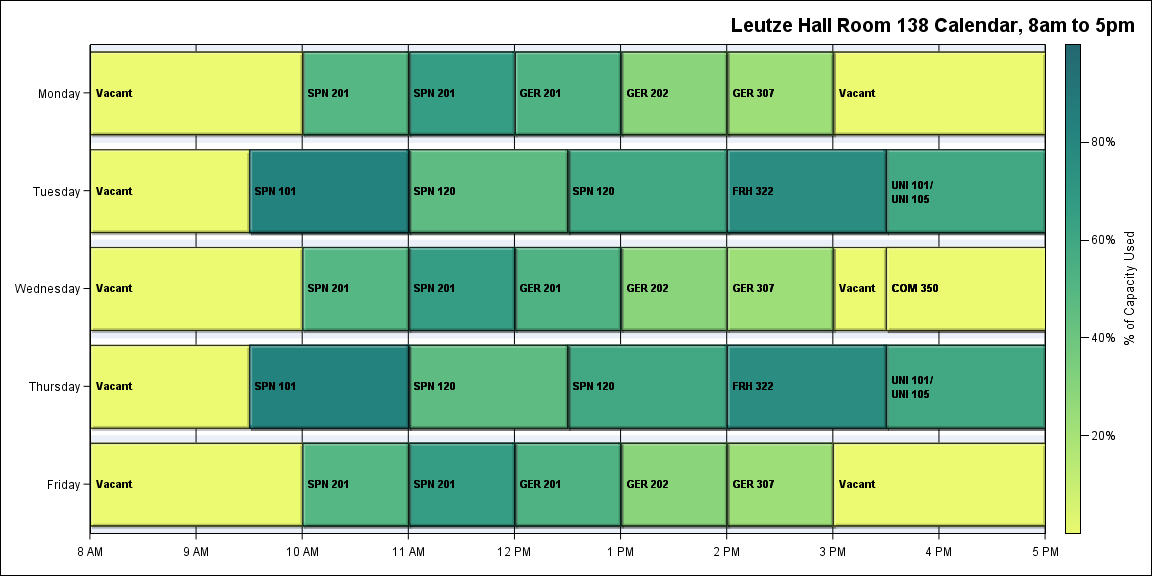 Leutze Hall Room 138 Calendar, 8am to 5pm
Monday
Vacant
SPN 201
SPN 201
GER 201
GER 202
GER 307
Vacant
Tuesday
Vacant
SPN 101
SPN 120
SPN 120
FRH 322
UNI 101/
UNI 105
Wednesday
Vacant
SPN 201
SPN 201
GER 201
GER 202
GER 307
Vacant
COM 350
Thursday
Vacant
SPN 101
SPN 120
SPN 120
FRH 322
UNI 101/
UNI 105
Friday
Vacant
SPN 201
SPN 201
GER 201
GER 202
GER 307
Vacant
8 AM
9 AM
10 AM
11 AM
12 PM
1 PM
2 PM
3 PM
4 PM
5 PM
80%
60%
40%
20%
% of Capacity Used